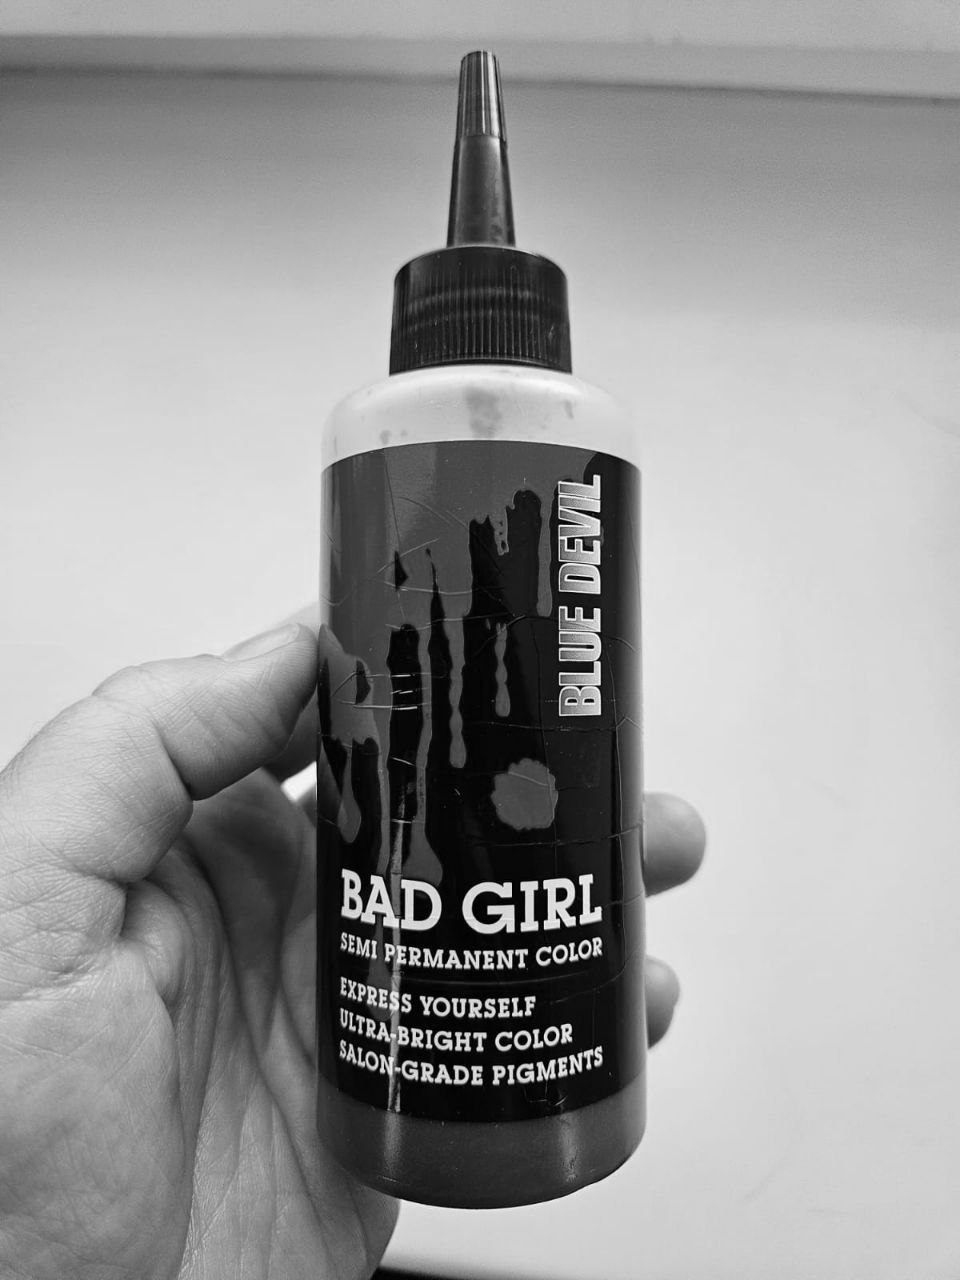 BLUE DEVIL
BAD GIRL
SEMI PERMANENT COLOR
EXPRESS YOURSELF
ULTRA-BRIGHT COLOR
SALON-GRADE PIGMENTS